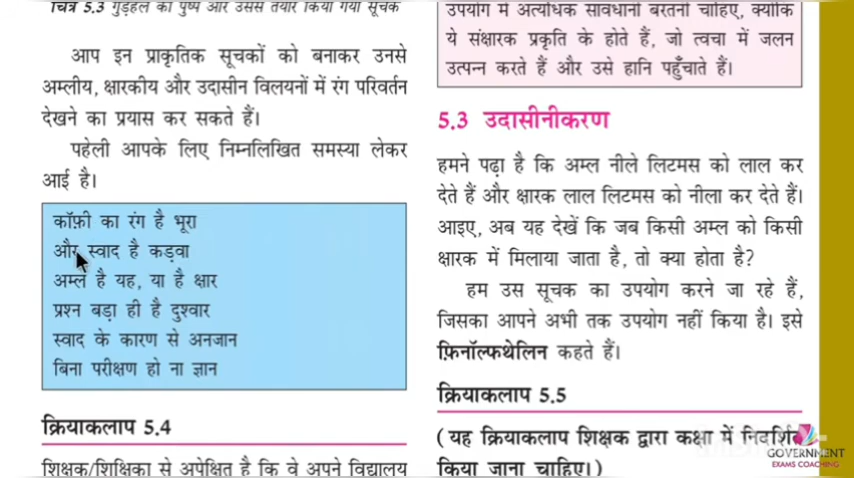 चित्र 5.3 गुड़हल का पुष्प और उससे तैयार किया गया सूचक
आप इन प्राकृतिक सूचकों को बनाकर उनसे
अम्लीय, क्षारकीय और उदासीन विलयनों में रंग परिवर्तन
देखने का प्रयास कर सकते हैं।
पहेली आपके लिए निम्नलिखित समस्या लेकर
आई है।
कॉफ़ी का रंग है भूरा
और स्वाद है कड़वा
अम्ल है यह, या है क्षार
प्रश्न बड़ा ही है दुश्वार
स्वाद के कारण से अनजान
बिना परीक्षण हो ना ज्ञान
क्रियाकलाप 5.4
शिक्षक/शिक्षिका से अपेक्षित है कि वे अपने विद्यालय
उपयोग में अत्यधिक सावधानी बरतनी चाहिए, क्योंकि
ये संक्षारक प्रकृति के होते हैं, जो त्वचा में जलन
उत्पन्न करते हैं और उसे हानि पहुँचाते हैं।
5.3 उदासीनीकरण
हमने पढ़ा है कि अम्ल नीले लिटमस को लाल कर
देते हैं और क्षारक लाल लिटमस को नीला कर देते हैं।
आइए, अब यह देखें कि जब किसी अम्ल को किसी
क्षारक में मिलाया जाता है, तो क्या होता है?
हम उस सूचक का उपयोग करने जा रहे हैं,
जिसका आपने अभी तक उपयोग नहीं किया है। इसे
फ़िनॉल्फथेलिन कहते हैं।
क्रियाकलाप 5.5
(यह क्रियाकलाप शिक्षक द्वारा कक्षा में निदर्शित
किया जाना चाहिए।)
GOVERNMENT
EXAMS COACHING